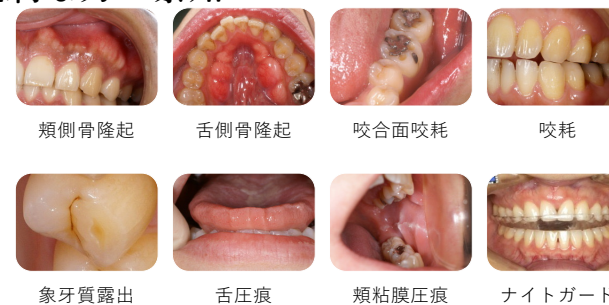 頬側骨隆起
舌側骨隆起
咬合面咬耗
咬耗
象牙質露出
舌圧痕
頬粘膜圧痕
ナイトガード